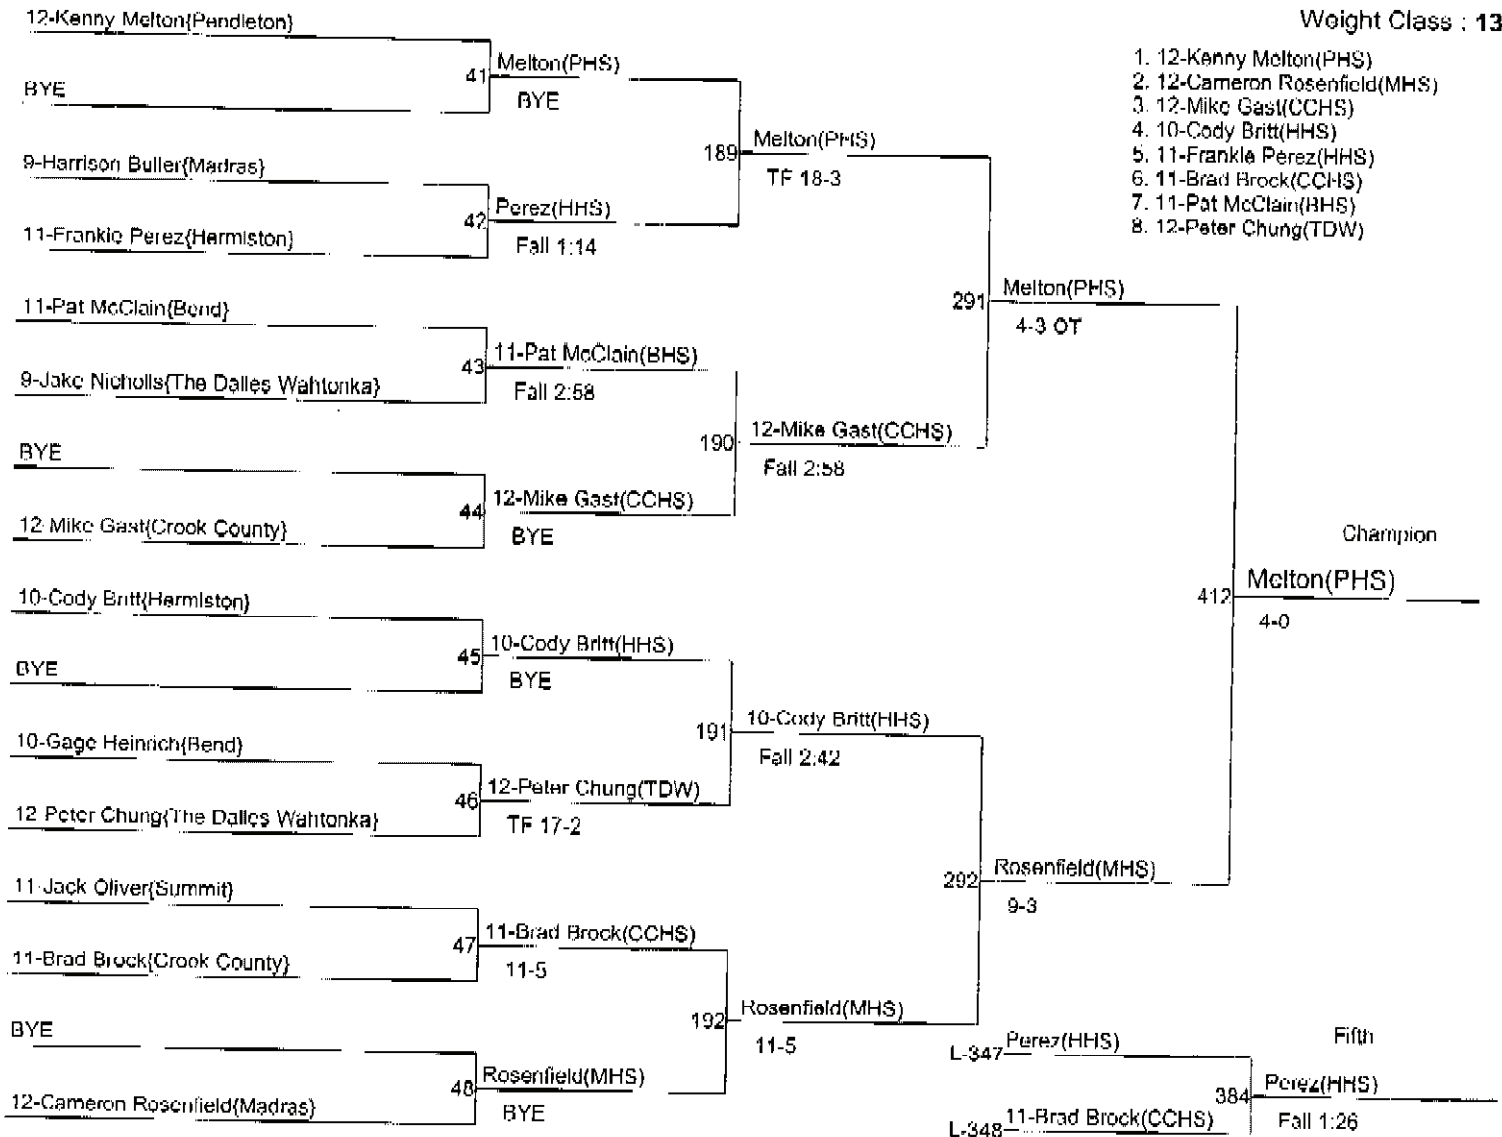 12-Kenny Melton{Pendleton}
Weight Class : 13
1. 12-Kenny Melton(PHS)
2. 12-Cameron Rosenfield(MHS)
3. 12-Mike Gast(CCHS)
4. 10-Cody Britt(HHS)
5. 11-Frankie Perez(HHS)
6. 11-Brad Brock(CCHS)
7. 11-Pat McClain(BHS)
8. 12-Peter Chung(TDW)
41 Melton(PHS)
BYE
BYE
189 Melton(PHS)
TF 18-3
9-Harrison Buller{Madras}
42 Perez(HHS)
Fall 1:14
11-Frankie Perez{Hermiston}
291 Melton(PHS)
4-3 OT
11-Pat McClain{Bend}
43 11-Pat McClain(BHS)
Fall 2:58
9-Jake Nicholls{The Dalles Wahtonka}
190 12-Mike Gast(CCHS)
Fall 2:58
BYE
44 12-Mike Gast(CCHS)
BYE
12-Mike Gast{Crook County}
Champion
412 Melton(PHS)
4-0
10-Cody Britt{Hermiston}
45 10-Cody Britt(HHS)
BYE
BYE
191 10-Cody Britt(HHS)
Fall 2:42
10-Gage Heinrich{Bend}
46 12-Peter Chung(TDW)
TF 17-2
12-Peter Chung{The Dalles Wahtonka}
292 Rosenfield(MHS)
9-3
11-Jack Oliver{Summit}
47 11-Brad Brock(CCHS)
11-5
11-Brad Brock{Crook County}
192 Rosenfield(MHS)
11-5
BYE
48 Rosenfield(MHS)
BYE
12-Cameron Rosenfield{Madras}
Fifth
L-347 Perez(HHS)
384 Perez(HHS)
Fall 1:26
L-348 11-Brad Brock(CCHS)